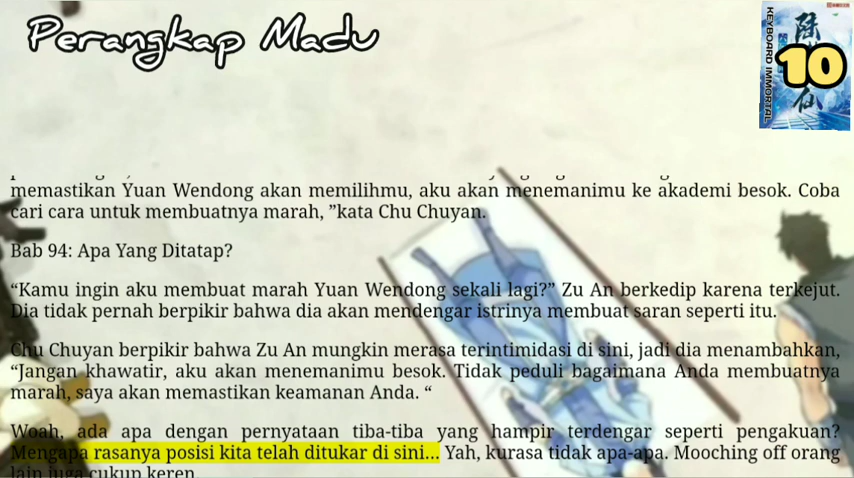 Perangkap Madu
KEYBOARD IMMORTAL
10
memastikan Yuan Wendong akan memilihmu, aku akan menemanimu ke akademi besok. Coba
cari cara untuk membuatnya marah, ”kata Chu Chuyan.
Bab 94: Apa Yang Ditatap?
“Kamu ingin aku membuat marah Yuan Wendong sekali lagi?” Zu An berkedip karena terkejut.
Dia tidak pernah berpikir bahwa dia akan mendengar istrinya membuat saran seperti itu.
Chu Chuyan berpikir bahwa Zu An mungkin merasa terintimidasi di sini, jadi dia menambahkan,
“Jangan khawatir, aku akan menemanimu besok. Tidak peduli bagaimana Anda membuatnya
marah, saya akan memastikan keamanan Anda. “
Woah, ada apa dengan pernyataan tiba-tiba yang hampir terdengar seperti pengakuan?
Mengapa rasanya posisi kita telah ditukar di sini... Yah, kurasa tidak apa-apa. Mooching off orang
lain juga cukup keren.